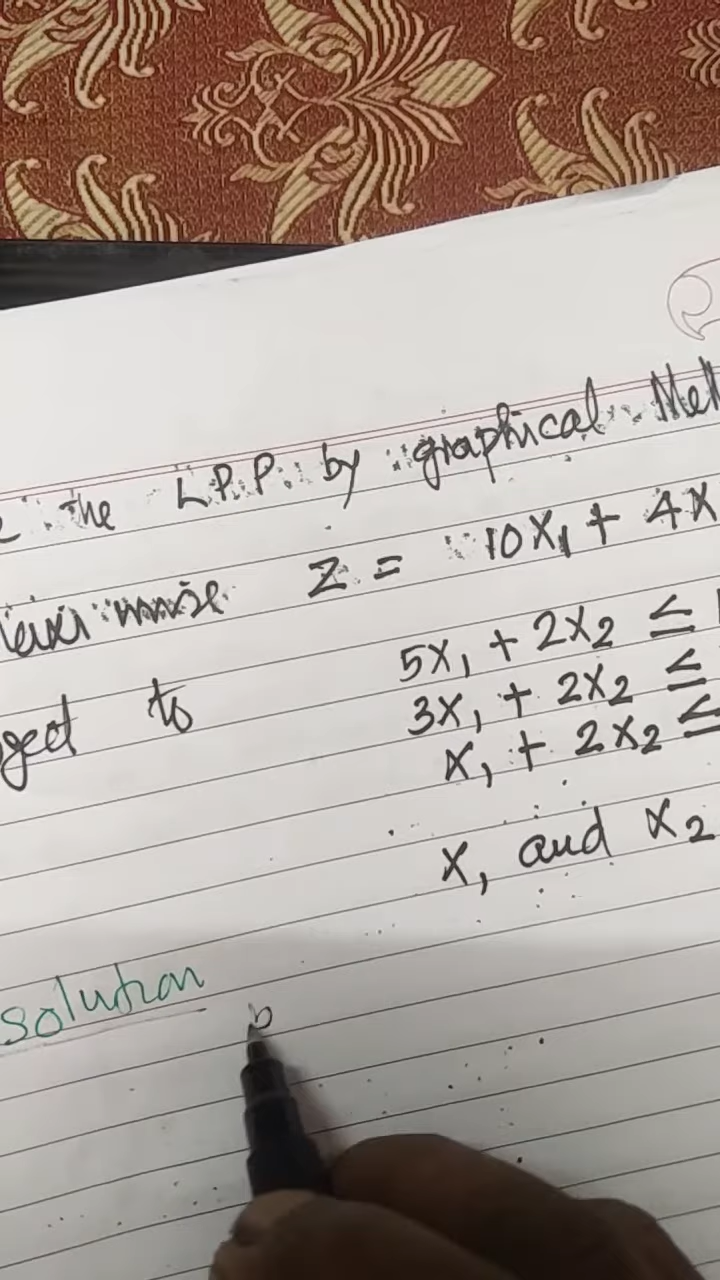 the L.P.P. by graphical
Z = 10x₁ + 4x
to 5x₁ + 2x₂ ≤
3x₁ + 2x₂ ≤
x₁ + 2x₂ ≤
x₁ and x₂
solution